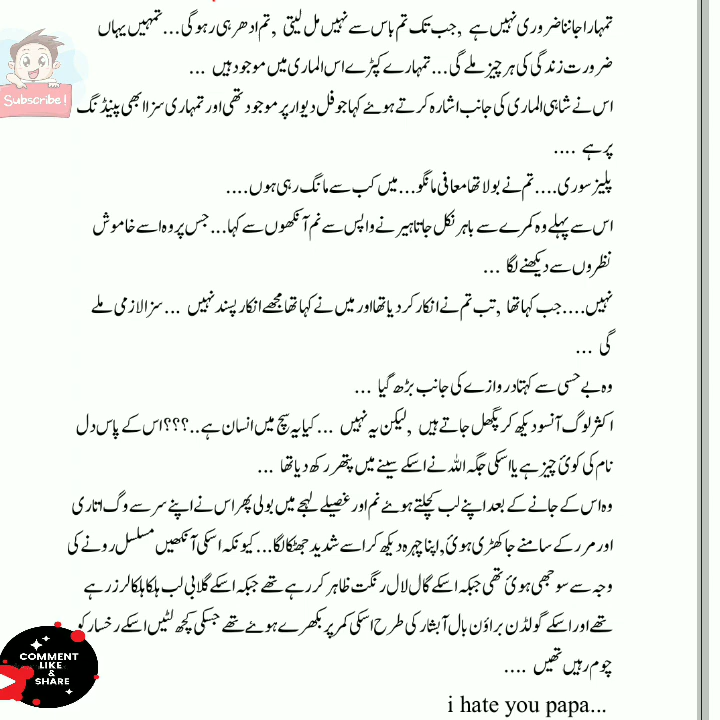 تمہارا جاننا ضروری نہیں ہے , جب تک تم باس سے نہیں مل لیتی , تم ادھر ہی رہو گی... تمہیں یہاں
ضرورت زندگی کی ہر چیز ملے گی... تمہارے کپڑے اس الماری میں موجود ہیں ...
اس نے شاہی الماری کی جانب اشارہ کرتے ہوئے کہا جو فل دیوار پر موجود تھی اور تمہاری سزا ابھی پینڈنگ
پر ہے ....
پلیز سوری.... تم نے بولا تھا معافی مانگو... میں کب سے مانگ رہی ہوں....
اس سے پہلے وہ کمرے سے باہر نکل جاتا ہیر نے واپس سے نم آنکھوں سے کہا... جس پر وہ اسے خاموش
نظروں سے دیکھنے لگا ...
نہیں.... جب کہا تھا , تب تم نے انکار کر دیا تھا اور میں نے کہا تھا مجھے انکار پسند نہیں ... سزا لازمی ملے
گی ...
وہ بے حسی سے کہتا دروازے کی جانب بڑھ گیا ...
اکثر لوگ آنسو دیکھ کر پگھل جاتے ہیں , لیکن یہ نہیں ... کیا یہ سچ میں انسان ہے..؟؟؟ اس کے پاس دل
نام کی کوئ چیز ہے یا اسکی جگہ اللہ نے اسکے سینے میں پتھر رکھ دیا تھا ...
وہ اس کے جانے کے بعد اپنے لب کچلتے ہوئے نم اور غصیلے لہجے میں بولی پھر اس نے اپنے سر سے وگ اتاری
اور مرر کے سامنے جا کھڑی ہوئ , اپنا چہرہ دیکھ کر اسے شدید جھٹکا لگا... کیونکہ اسکی آنکھیں مسلسل رونے کی
وجہ سے سوجھی ہوئ تھی جبکہ اسکے گال لال رنگت ظاہر کر رہے تھے جبکہ اسکے گلابی لب ہلکا ہلکا لرز رہے
تھے اور اسکے گولڈن براؤن بال آبشار کی طرح اسکی کمر پر بکھرے ہوئے تھے جسکی کچھ لٹیں اسکے رخسار کو
چوم رہیں تھیں ....
i hate you papa...
Subscribe!
COMMENT
LIKE
&
SHARE